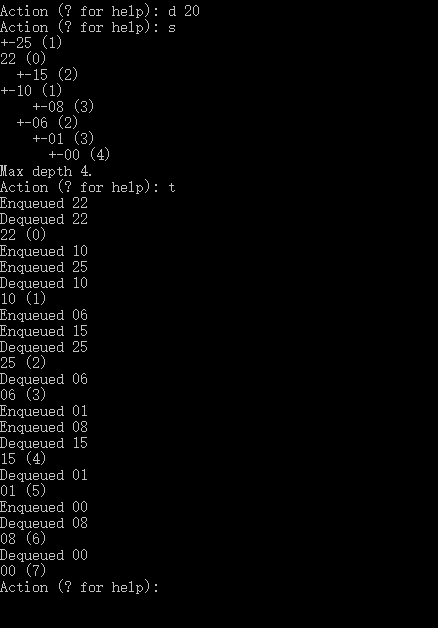 Action (? for help): d 20
Action (? for help): s
+-25 (1)
22 (0)
  +-15 (2)
+-10 (1)
    +-08 (3)
  +-06 (2)
    +-01 (3)
      +-00 (4)
Max depth 4.
Action (? for help): t
Enqueued 22
Dequeued 22
22 (0)
Enqueued 10
Enqueued 25
Dequeued 10
10 (1)
Enqueued 06
Enqueued 15
Dequeued 25
25 (2)
Dequeued 06
06 (3)
Enqueued 01
Enqueued 08
Dequeued 15
15 (4)
Dequeued 01
01 (5)
Enqueued 00
Dequeued 08
08 (6)
Dequeued 00
00 (7)
Action (? for help):